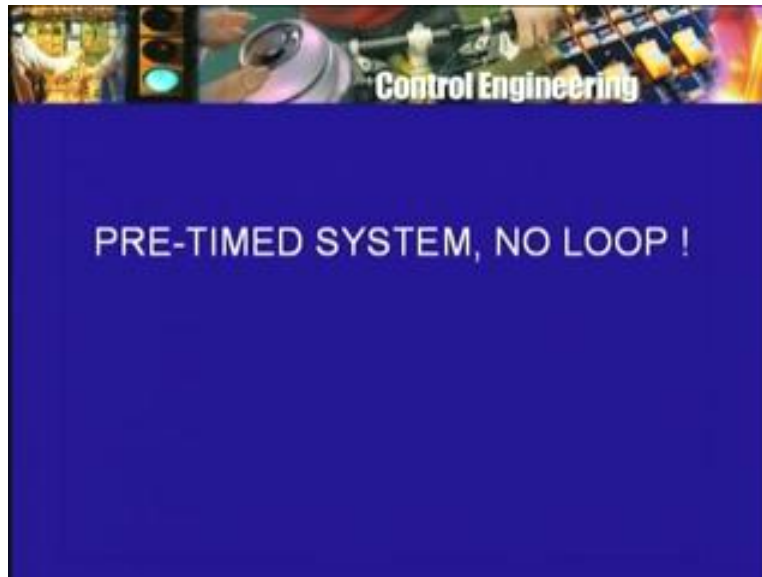 Control Engineering
PRE-TIMED SYSTEM, NO LOOP !